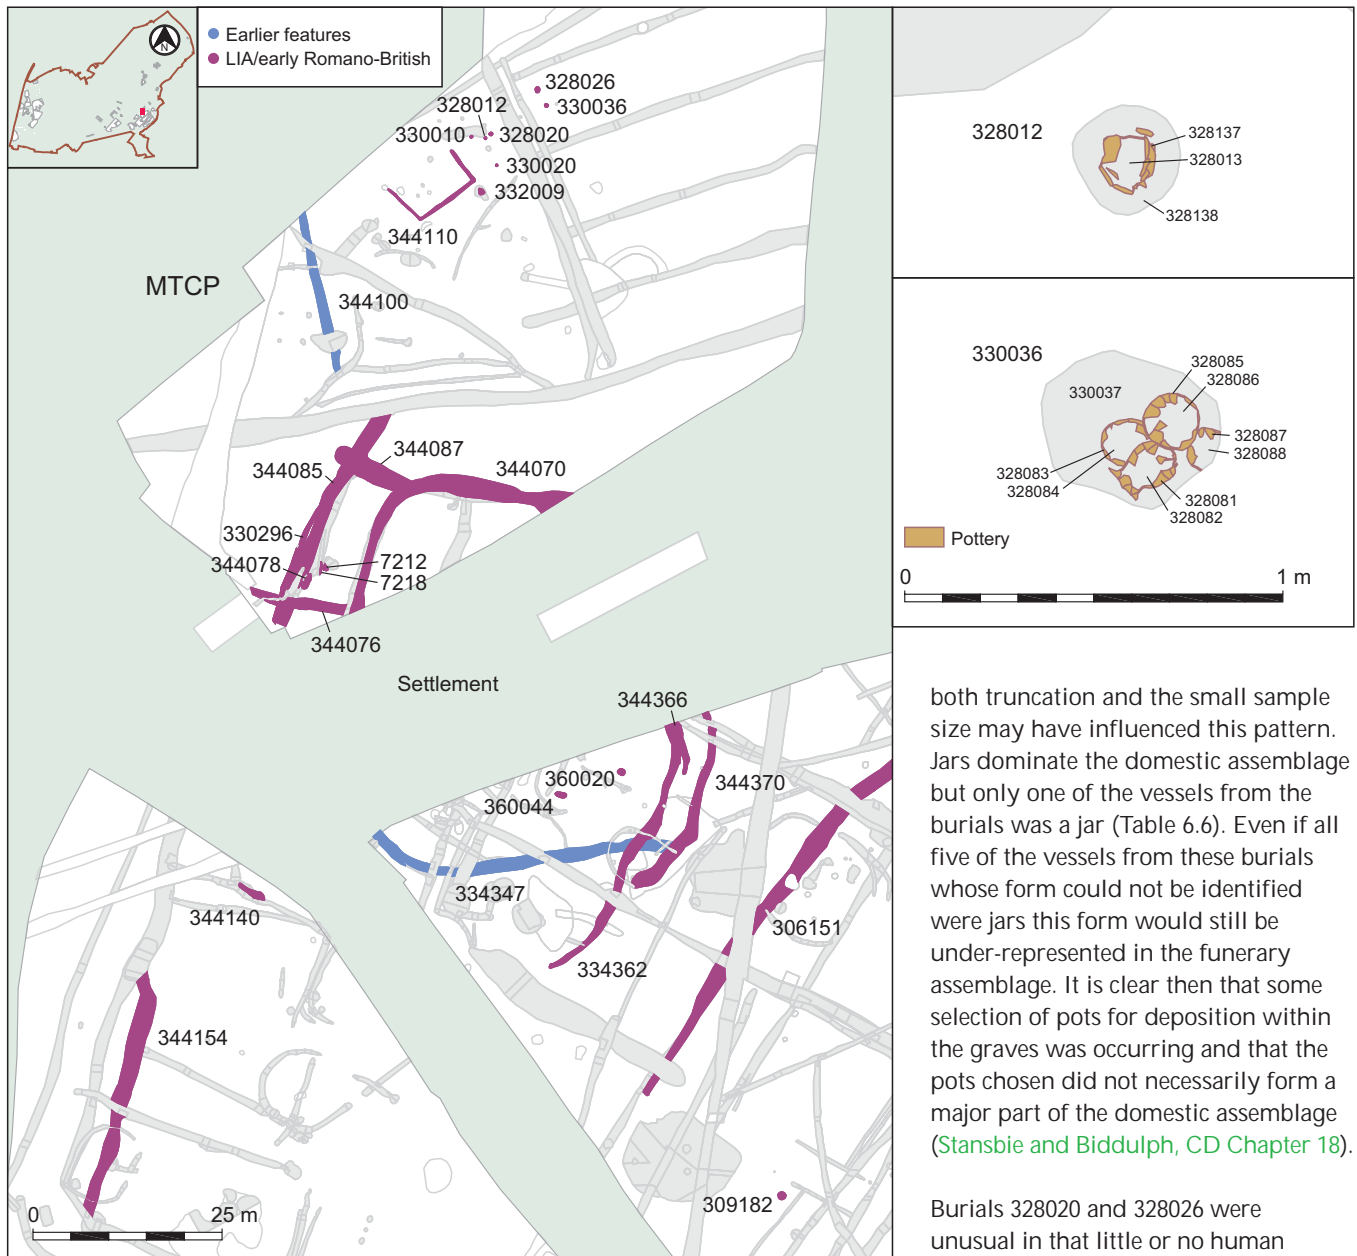 N
Earlier features
LIA/early Romano-British
328026
328012
330036
330010
328020
330020
332009
344110
MTCP
344100
344087
344085
344070
330296
344078
7212
7218
344076
Settlement
344366
360020
344370
360044
334347
344140
306151
334362
344154
309182
0
25 m
328012
328137
328013
328138
330036
328085
328086
330037
328087
328088
328083
328084
328081
328082
Pottery
0
1 m
both truncation and the small sample
size may have influenced this pattern.
Jars dominate the domestic assemblage
but only one of the vessels from the
burials was a jar (Table 6.6). Even if all
five of the vessels from these burials
whose form could not be identified
were jars this form would still be
under-represented in the funerary
assemblage. It is clear then that some
selection of pots for deposition within
the graves was occurring and that the
pots chosen did not necessarily form a
major part of the domestic assemblage
(Stansbie and Biddulph, CD Chapter 18).
Burials 328020 and 328026 were
unusual in that little or no human